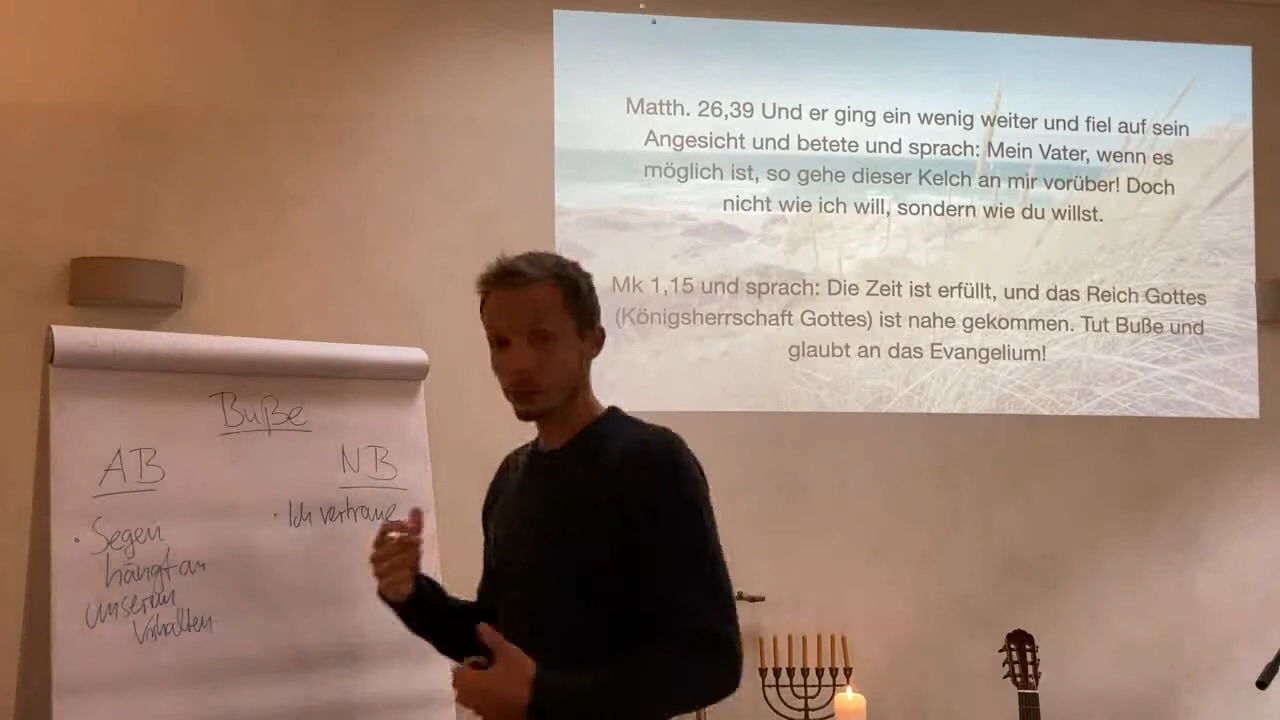 Matth. 26,39 Und er ging ein wenig weiter und fiel auf sein
Angesicht und betete und sprach: Mein Vater, wenn es
möglich ist, so gehe dieser Kelch an mir vorüber! Doch
nicht wie ich will, sondern wie du willst.
Mk 1,15 und sprach: Die Zeit ist erfüllt, und das Reich Gottes
(Königsherrschaft Gottes) ist nahe gekommen. Tut Buße und
glaubt an das Evangelium!
Buße
AB
NB
· Segen
hängt an
unserem
Verhalten
· Ich vertraue